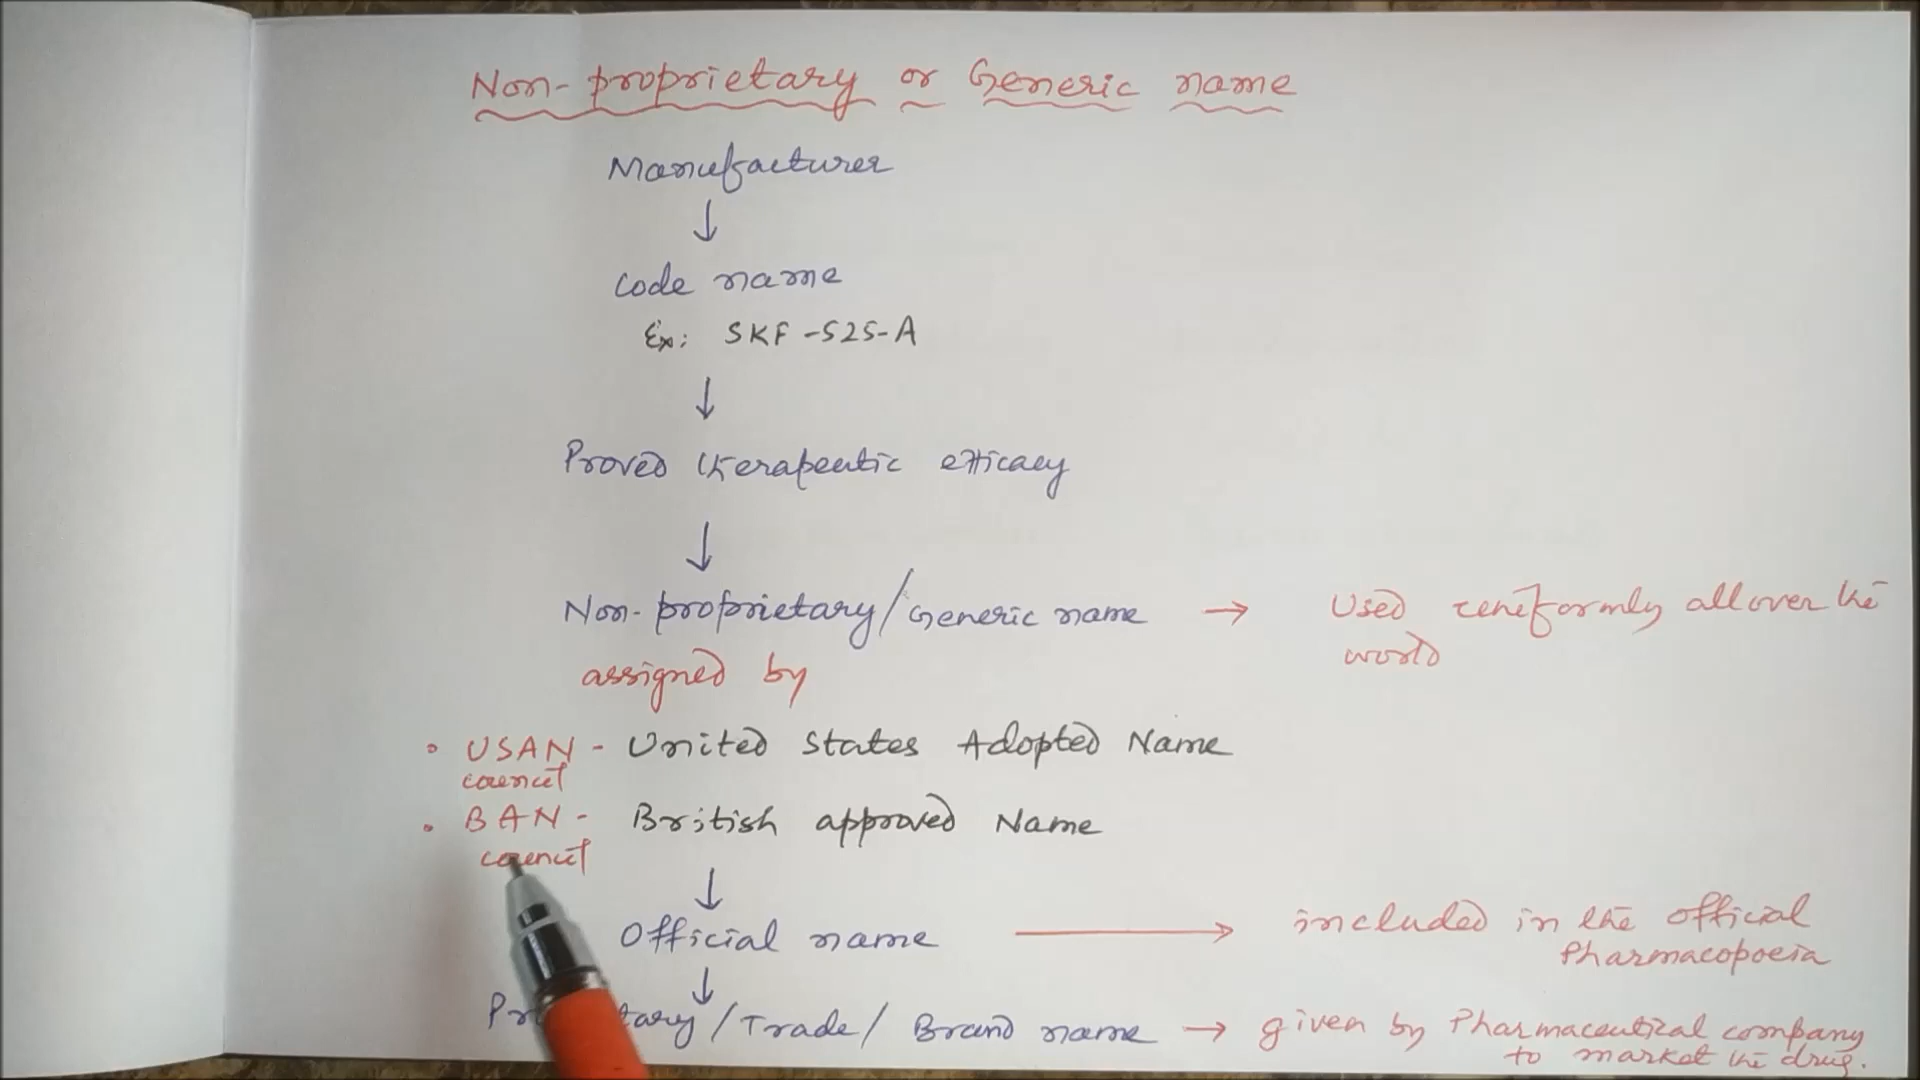 Non-proprietary or Generic name
Manufacturer
↓
Code name
Ex: SKF-525-A
↓
Proved therapeutic efficacy
↓
Non-proprietary/Generic name → Used uniformly all over the
world
assigned by
• USAN - United States Adopted Name
council
• BAN - British approved Name
council
↓
Official name → included in the official
Pharmacopoeia
↓
/Trade/ Brand name → given by Pharmaceutical company
to market the drug.